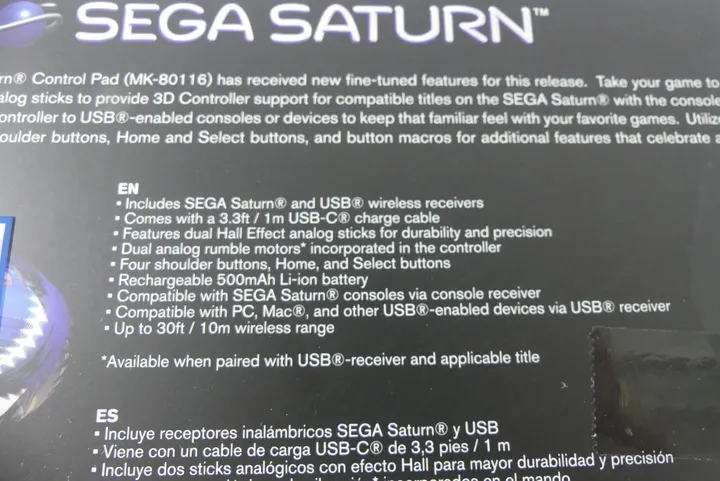 SEGA SATURN™
rn® Control Pad (MK-80116) has received new fine-tuned features for this release. Take your game to
alog sticks to provide 3D Controller support for compatible titles on the SEGA Saturn® with the console
ontroller to USB®-enabled consoles or devices to keep that familiar feel with your favorite games. Utilize
oulder buttons, Home and Select buttons, and button macros for additional features that celebrate a
EN
▪ Includes SEGA Saturn® and USB® wireless receivers
▪ Comes with a 3.3ft / 1m USB-C® charge cable
▪ Features dual Hall Effect analog sticks for durability and precision
▪ Dual analog rumble motors* incorporated in the controller
▪ Four shoulder buttons, Home, and Select buttons
▪ Rechargeable 500mAh Li-ion battery
▪ Compatible with SEGA Saturn® consoles via console receiver
▪ Compatible with PC, Mac®, and other USB®-enabled devices via USB® receiver
▪ Up to 30ft / 10m wireless range
*Available when paired with USB®-receiver and applicable title
ES
▪ Incluye receptores inalámbricos SEGA Saturn® y USB
▪ Viene con un cable de carga USB-C® de 3,3 pies / 1 m
▪ Incluye dos sticks analógicos con efecto Hall para mayor durabilidad y precisión
incorporados en el mando